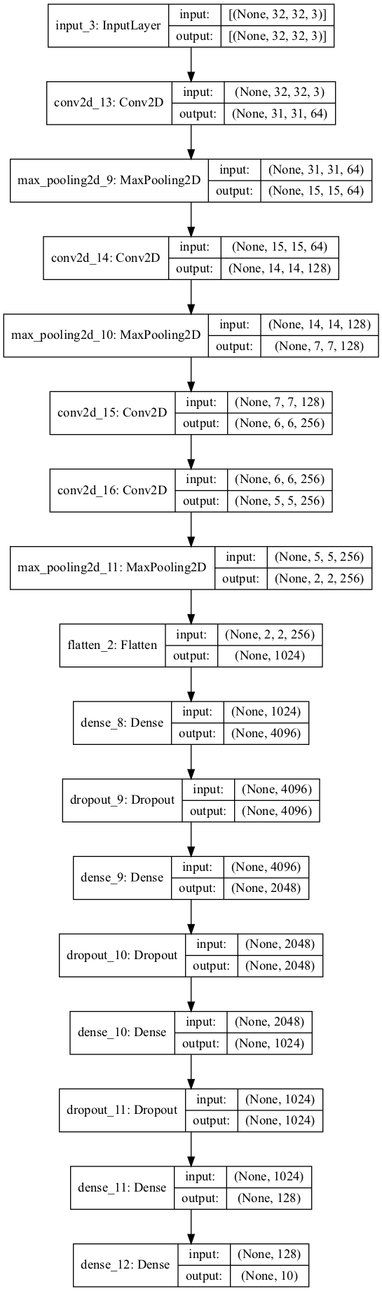 input_3: InputLayer
input:
[(None, 32, 32, 3)]
output:
[(None, 32, 32, 3)]
conv2d_13: Conv2D
input:
(None, 32, 32, 3)
output:
(None, 31, 31, 64)
max_pooling2d_9: MaxPooling2D
input:
(None, 31, 31, 64)
output:
(None, 15, 15, 64)
conv2d_14: Conv2D
input:
(None, 15, 15, 64)
output:
(None, 14, 14, 128)
max_pooling2d_10: MaxPooling2D
input:
(None, 14, 14, 128)
output:
(None, 7, 7, 128)
conv2d_15: Conv2D
input:
(None, 7, 7, 128)
output:
(None, 6, 6, 256)
conv2d_16: Conv2D
input:
(None, 6, 6, 256)
output:
(None, 5, 5, 256)
max_pooling2d_11: MaxPooling2D
input:
(None, 5, 5, 256)
output:
(None, 2, 2, 256)
flatten_2: Flatten
input:
(None, 2, 2, 256)
output:
(None, 1024)
dense_8: Dense
input:
(None, 1024)
output:
(None, 4096)
dropout_9: Dropout
input:
(None, 4096)
output:
(None, 4096)
dense_9: Dense
input:
(None, 4096)
output:
(None, 2048)
dropout_10: Dropout
input:
(None, 2048)
output:
(None, 2048)
dense_10: Dense
input:
(None, 2048)
output:
(None, 1024)
dropout_11: Dropout
input:
(None, 1024)
output:
(None, 1024)
dense_11: Dense
input:
(None, 1024)
output:
(None, 128)
dense_12: Dense
input:
(None, 128)
output:
(None, 10)